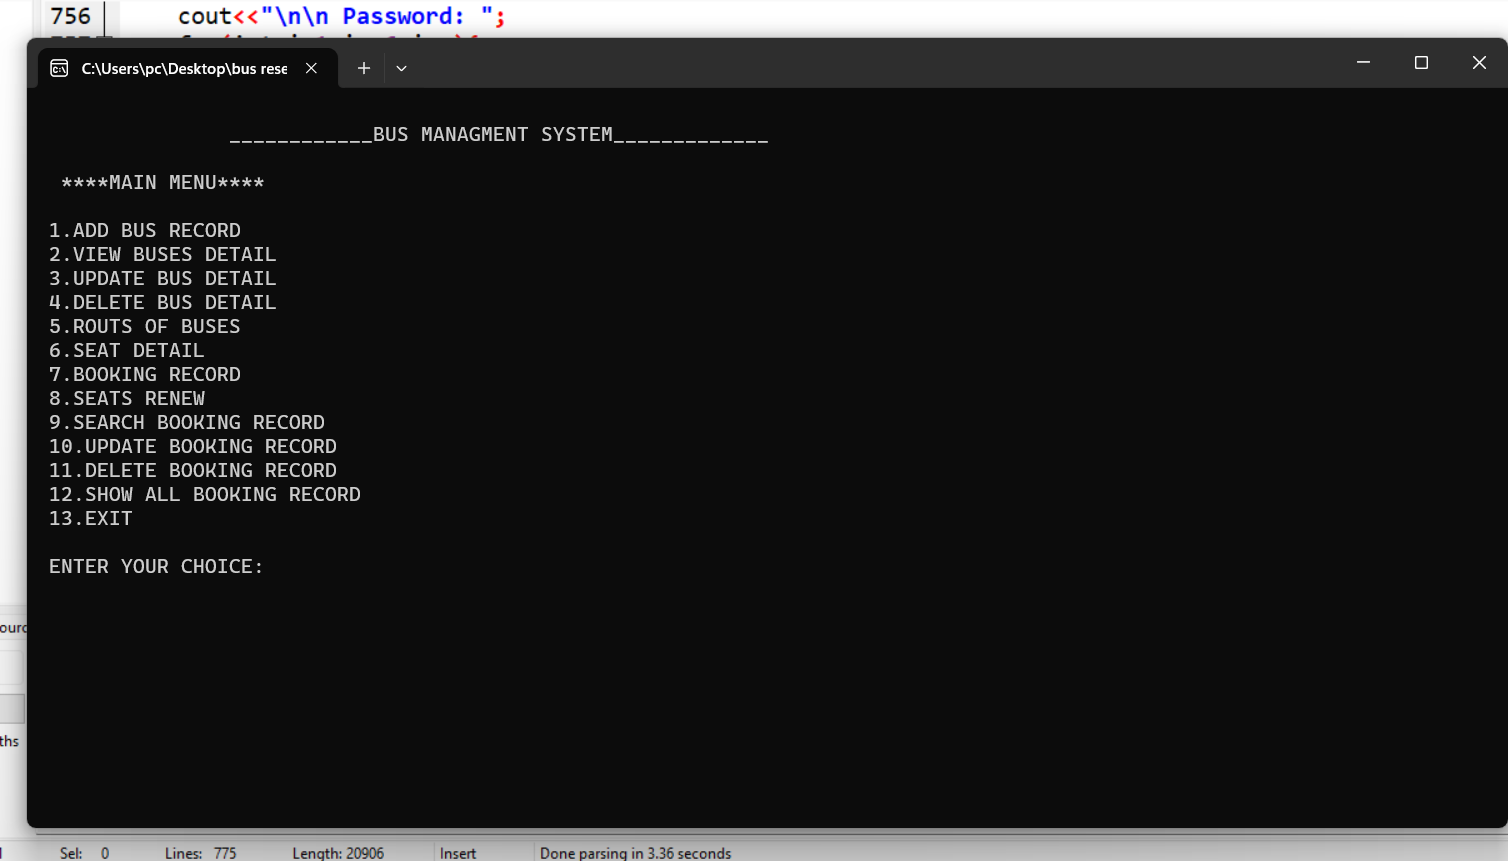 756 cout<<"\n\n Password: ";
C:\Users\pc\Desktop\bus rese
____________BUS MANAGMENT SYSTEM_____________
****MAIN MENU****
1.ADD BUS RECORD
2.VIEW BUSES DETAIL
3.UPDATE BUS DETAIL
4.DELETE BUS DETAIL
5.ROUTS OF BUSES
6.SEAT DETAIL
7.BOOKING RECORD
8.SEATS RENEW
9.SEARCH BOOKING RECORD
10.UPDATE BOOKING RECORD
11.DELETE BOOKING RECORD
12.SHOW ALL BOOKING RECORD
13.EXIT
ENTER YOUR CHOICE:
Sel: 0 Lines: 775 Length: 20906 Insert Done parsing in 3.36 seconds